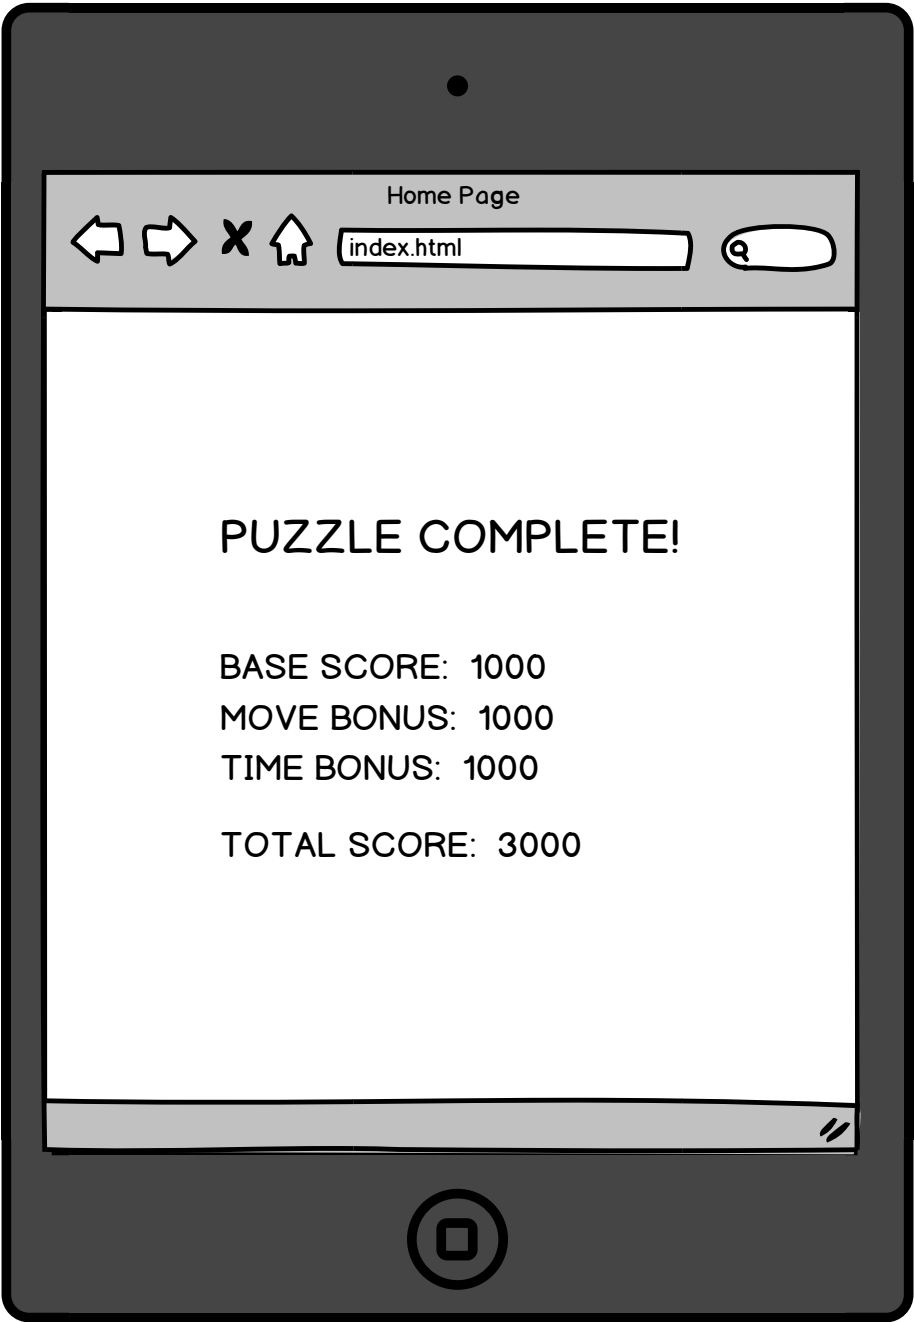 Home Page
index.html
PUZZLE COMPLETE!
BASE SCORE: 1000
MOVE BONUS: 1000
TIME BONUS: 1000
TOTAL SCORE: 3000